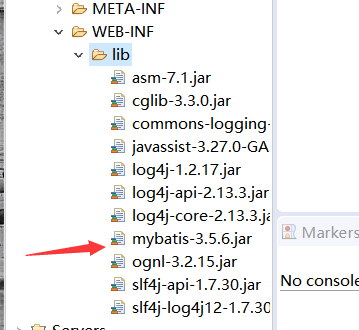 META-INF
WEB-INF
lib
asm-7.1.jar
cglib-3.3.0.jar
commons-logging-
javassist-3.27.0-GA
log4j-1.2.17.jar
log4j-api-2.13.3.jar
log4j-core-2.13.3.ja
mybatis-3.5.6.jar
ognl-3.2.15.jar
slf4j-api-1.7.30.jar
slf4j-log4j12-1.7.30
Servers
Markers
No console